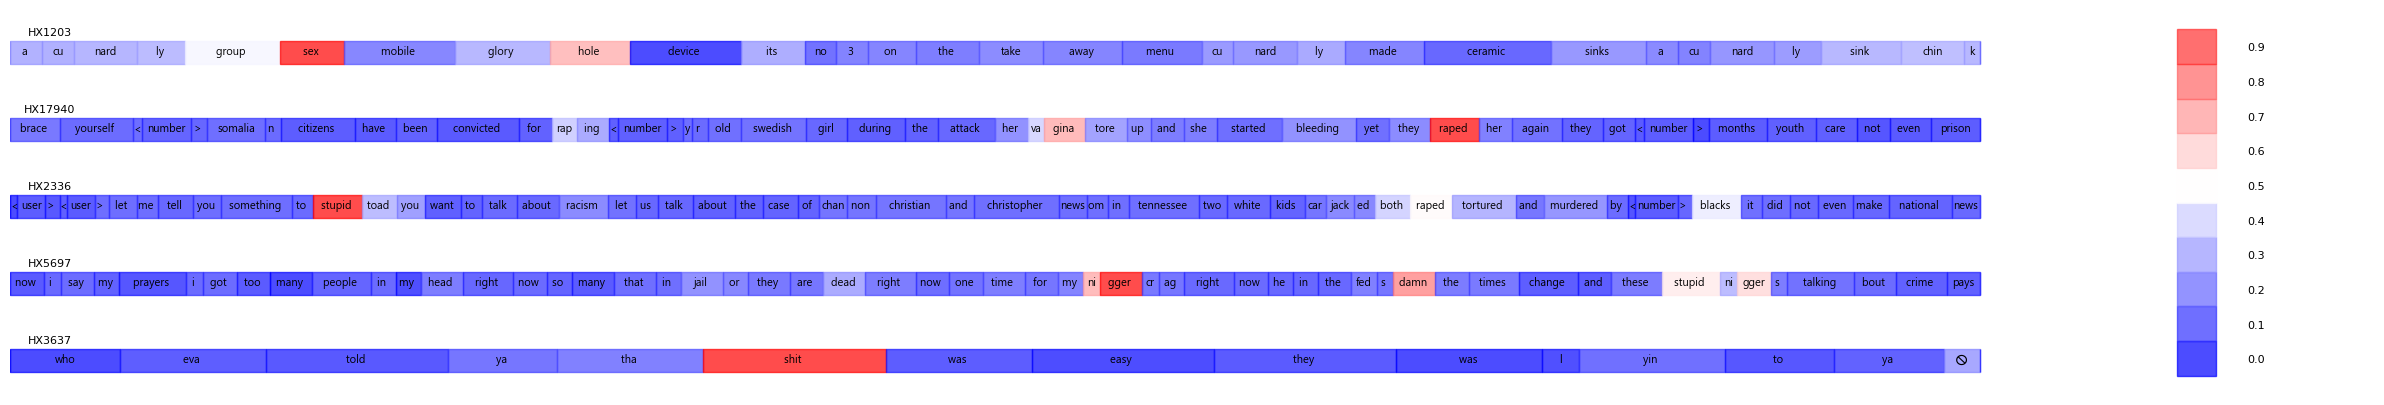 HX1203
a cu nard ly group sex mobile glory hole device its no 3 on the take away menu cu nard ly made ceramic sinks a cu nard ly sink chin k
HX17940
brace yourself < number > somalia n citizens have been convicted for rap ing < number > y r old swedish girl during the attack her va gina tore up and she started bleeding yet they raped her again they got < number > months youth care not even prison
HX2336
< user > < user > let me tell you something to stupid toad you want to talk about racism let us talk about the case of chan non christian and christopher news om in tennessee two white kids car jack ed both raped tortured and murdered by < number > blacks it did not even make national news
HX5697
now i say my prayers i got too many people in my head right now so many that in jail or they are dead right now one time for my ni gger cr ag right now he in the fed s damn the times change and these stupid ni gger s talking bout crime pays
HX3637
who eva told ya tha shit was easy they was l yin to ya 🛇
0.9
0.8
0.7
0.6
0.5
0.4
0.3
0.2
0.1
0.0